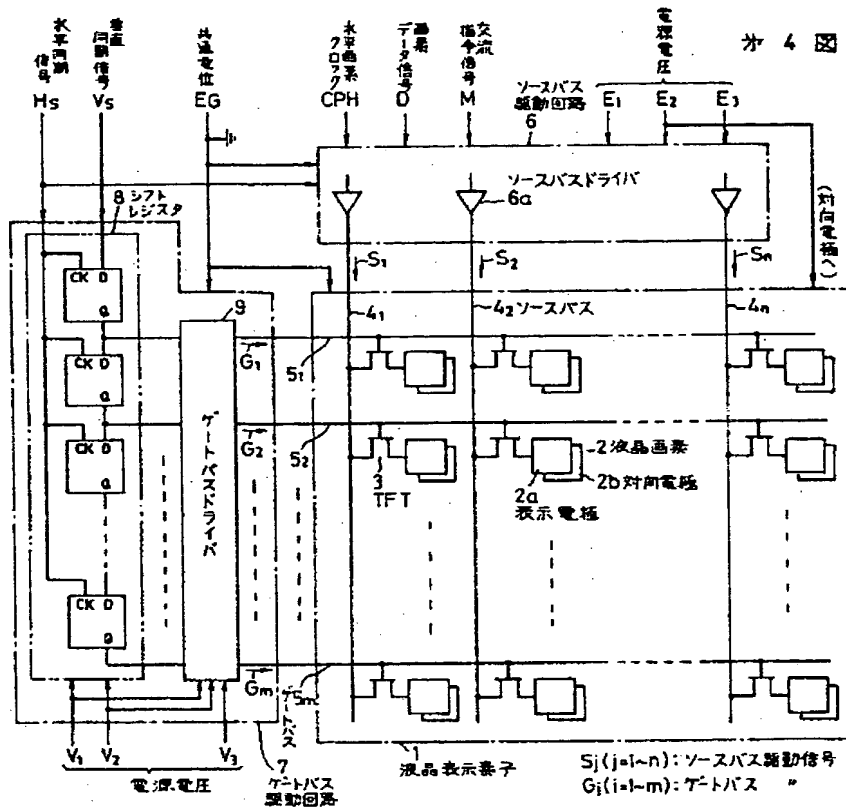 水平同期信号
Hs
垂直同期信号
Vs
共通電位
EG
水平画素クロック
CPH
画素データ信号
D
交流指令信号
M
ソースバス駆動回路
6
電源電圧
E1 E2 E3
オ 4 図
ソースバスドライバ
6a
(対向電極へ)
8 シフトレジスタ
S1 S2 Sn
41 42 ソースバス 4n
CK D
Q
9
G1
51
CK D
Q
G2
52
CK D
Q
ゲートバスドライバ
3
TFT
2 液晶画素
2a
表示電極
2b 対向電極
CK D
Q
Gm
5m
ゲートバス
V1 V2 V3
電源電圧
7
ゲートバス駆動回路
1
液晶表示素子
Sj(j=1~n):ソースバス駆動信号
Gi(i=1~m):ゲートバス 〃